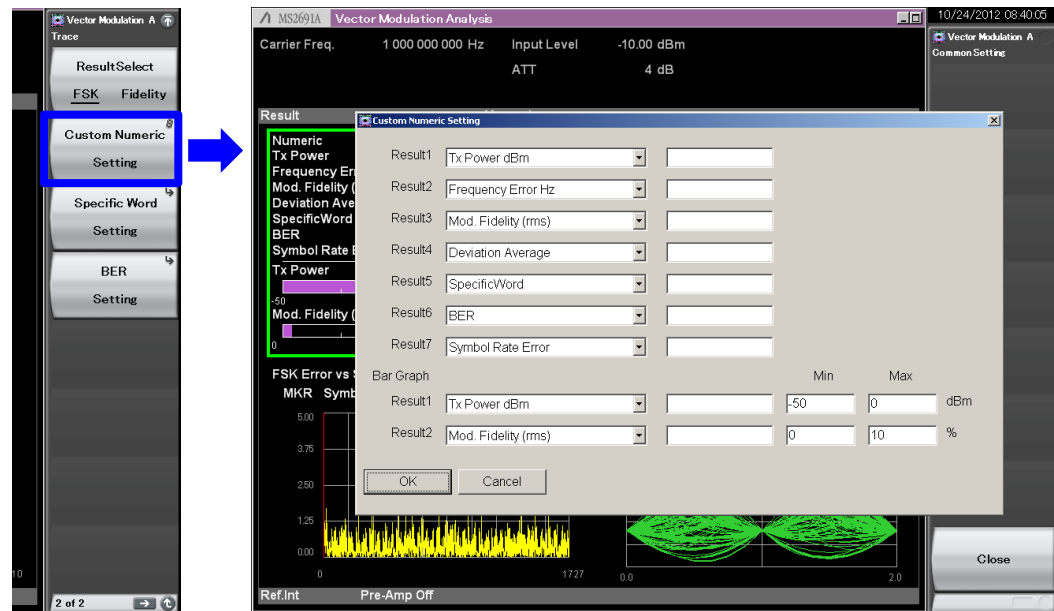 Vector Modulation A
Trace
ResultSelect
FSK Fidelity
Custom Numeric
Setting
Specific Word
Setting
BER
Setting
2 of 2
10
MS2691A Vector Modulation Analysis
Carrier Freq. 1 000 000 000 Hz Input Level -10.00 dBm
ATT 4 dB
Result
Numeric
Tx Power
Frequency Er
Mod. Fidelity (
Deviation Ave
SpecificWord
BER
Symbol Rate E
Tx Power
-50
Mod. Fidelity (
0
FSK Error vs S
MKR Symb
5.00
3.75
2.50
1.25
0.00
0 1727
0.0 2.0
Ref.Int Pre-Amp Off
Custom Numeric Setting
Result1 Tx Power dBm
Result2 Frequency Error Hz
Result3 Mod. Fidelity (rms)
Result4 Deviation Average
Result5 SpecificWord
Result6 BER
Result7 Symbol Rate Error
Bar Graph Min Max
Result1 Tx Power dBm -50 0 dBm
Result2 Mod. Fidelity (rms) 0 10 %
OK Cancel
10/24/2012 08:40:05
Vector Modulation A
Common Setting
Close